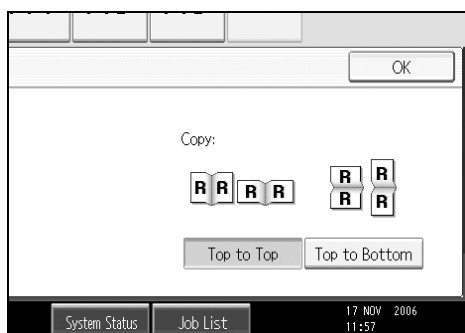 OK
Copy:
R R R R
R R
R R
Top to Top Top to Bottom
System Status Job List 17 NOV 2006
11:57